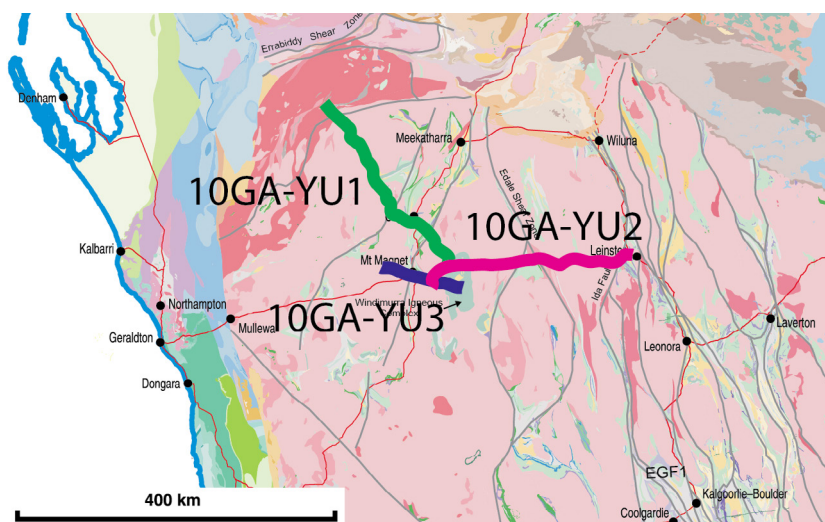 Errabiddy Shear Zone
Denham
Meekatharra
Wiluna
10GA-YU1
Edale Shear Zone
10GA-YU2
Kalbarri
Mt Magnet
Leinster
Ida Fault
Northampton
Windimurra Igneous
Complex
10GA-YU3
Mullewa
Geraldton
Laverton
Leonora
Dongara
EGF1
400 km
Kalgoorlie-Boulder
Coolgardie